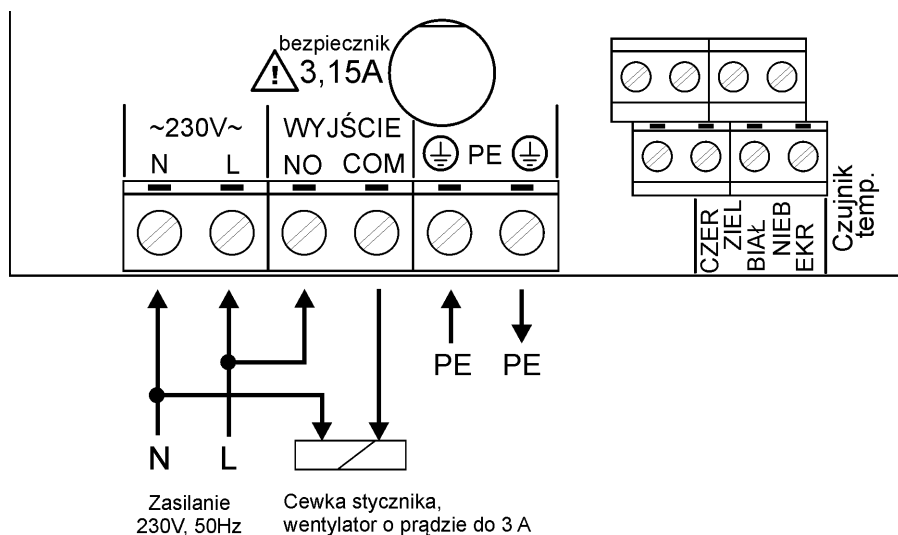 bezpiecznik
! 3,15A
~230V~ WYJŚCIE
N L NO COM PE
CZER
ZIEL
BIAŁ
NIEB
EKR
Czujnik
temp.
PE PE
N L
Zasilanie
230V, 50Hz
Cewka stycznika,
wentylator o prądzie do 3 A